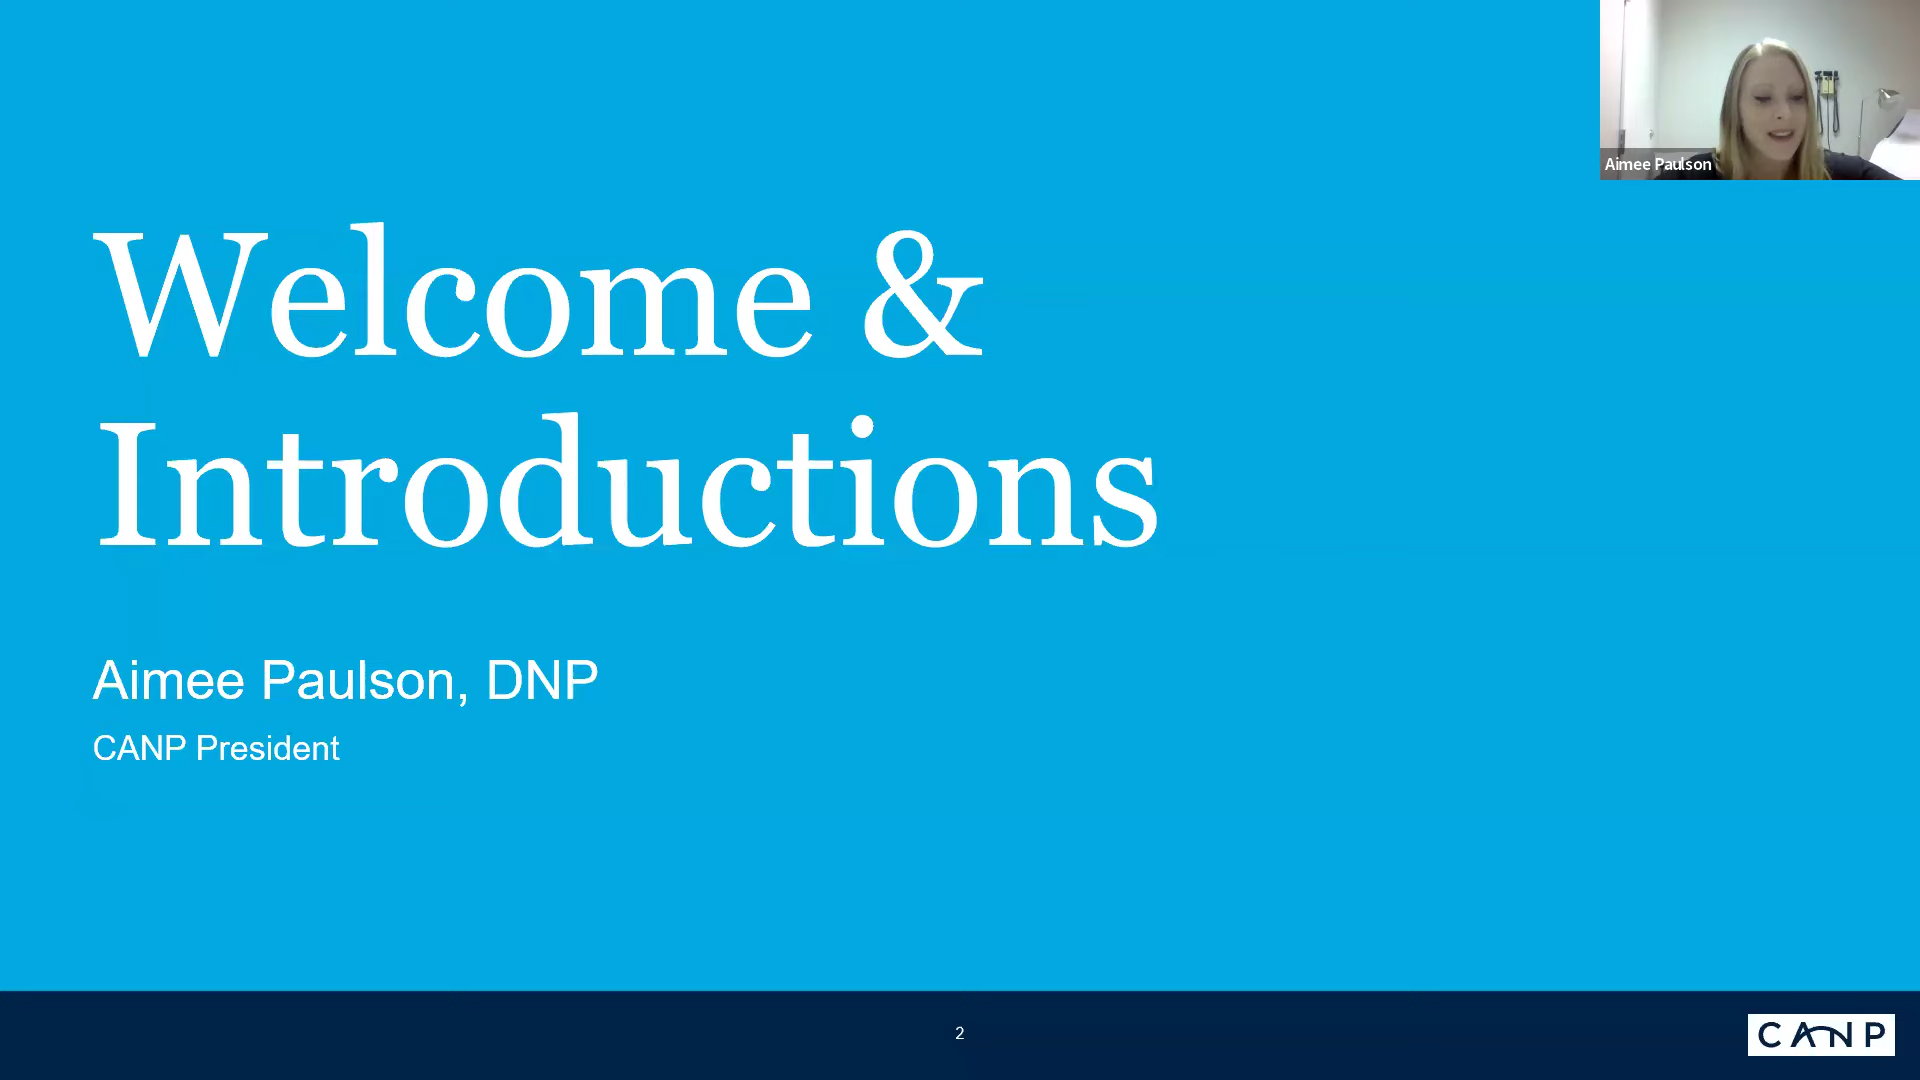 Aimee Paulson
Welcome &
Introductions
Aimee Paulson, DNP
CANP President
2
CANP